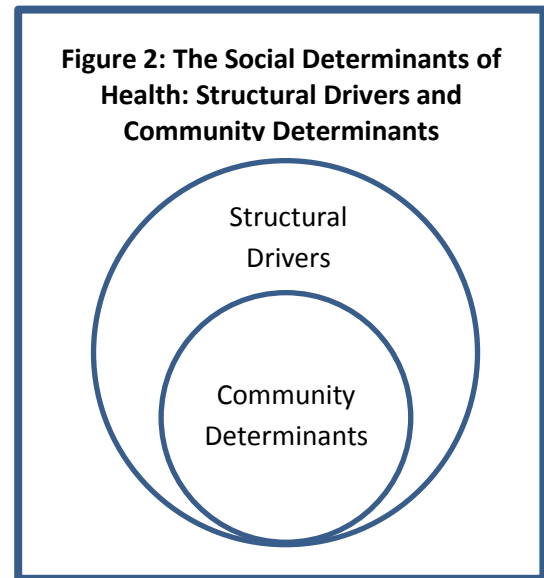 Figure 2: The Social Determinants of
Health: Structural Drivers and
Community Determinants
Structural
Drivers
Community
Determinants